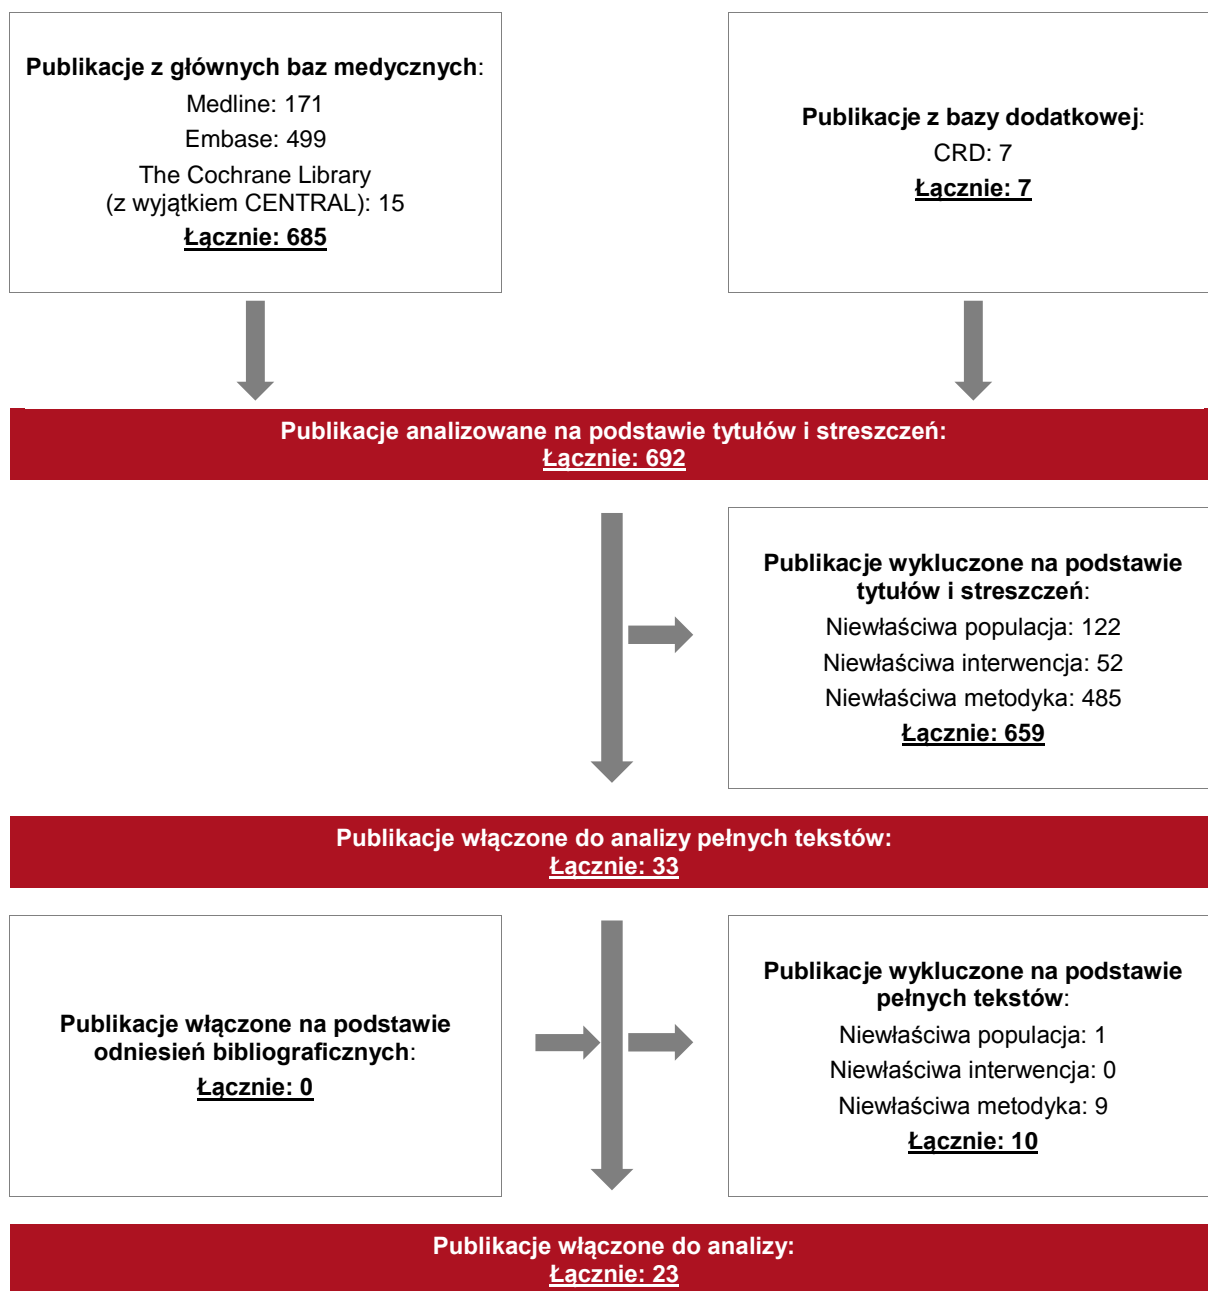 Publikacje z głównych baz medycznych:
Medline: 171
Embase: 499
The Cochrane Library
(z wyjątkiem CENTRAL): 15
Łącznie: 685
Publikacje z bazy dodatkowej:
CRD: 7
Łącznie: 7
Publikacje analizowane na podstawie tytułów i streszczeń:
Łącznie: 692
Publikacje wykluczone na podstawie
tytułów i streszczeń:
Niewłaściwa populacja: 122
Niewłaściwa interwencja: 52
Niewłaściwa metodyka: 485
Łącznie: 659
Publikacje włączone do analizy pełnych tekstów:
Łącznie: 33
Publikacje włączone na podstawie
odniesień bibliograficznych:
Łącznie: 0
Publikacje wykluczone na podstawie
pełnych tekstów:
Niewłaściwa populacja: 1
Niewłaściwa interwencja: 0
Niewłaściwa metodyka: 9
Łącznie: 10
Publikacje włączone do analizy:
Łącznie: 23